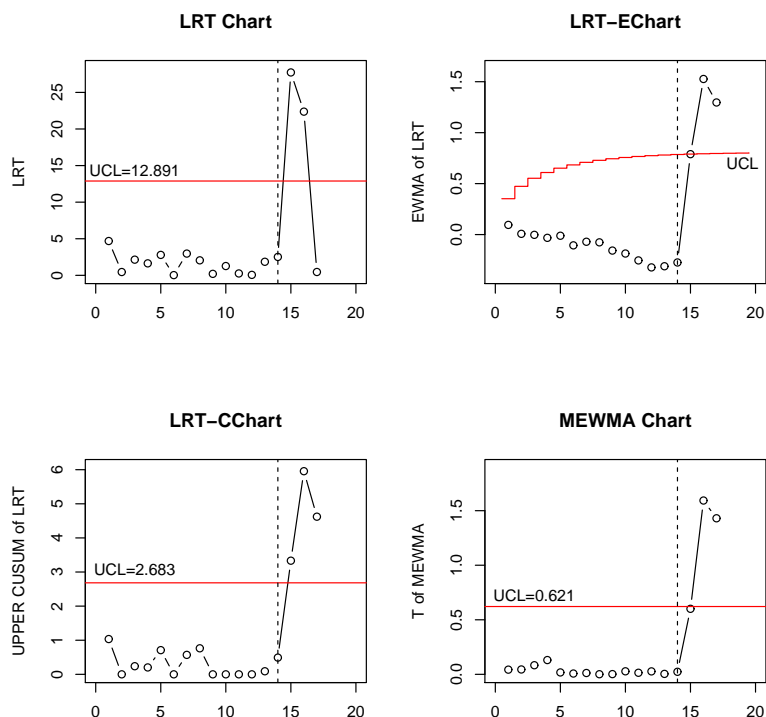 LRT Chart
LRT
25
20
15
10
5
0
UCL=12.891
0 5 10 15 20
LRT−EChart
EWMA of LRT
1.5
1.0
0.5
0.0
UCL
0 5 10 15 20
LRT−CChart
UPPER CUSUM of LRT
6
5
4
3
2
1
0
UCL=2.683
0 5 10 15 20
MEWMA Chart
T of MEWMA
1.5
1.0
0.5
0.0
UCL=0.621
0 5 10 15 20